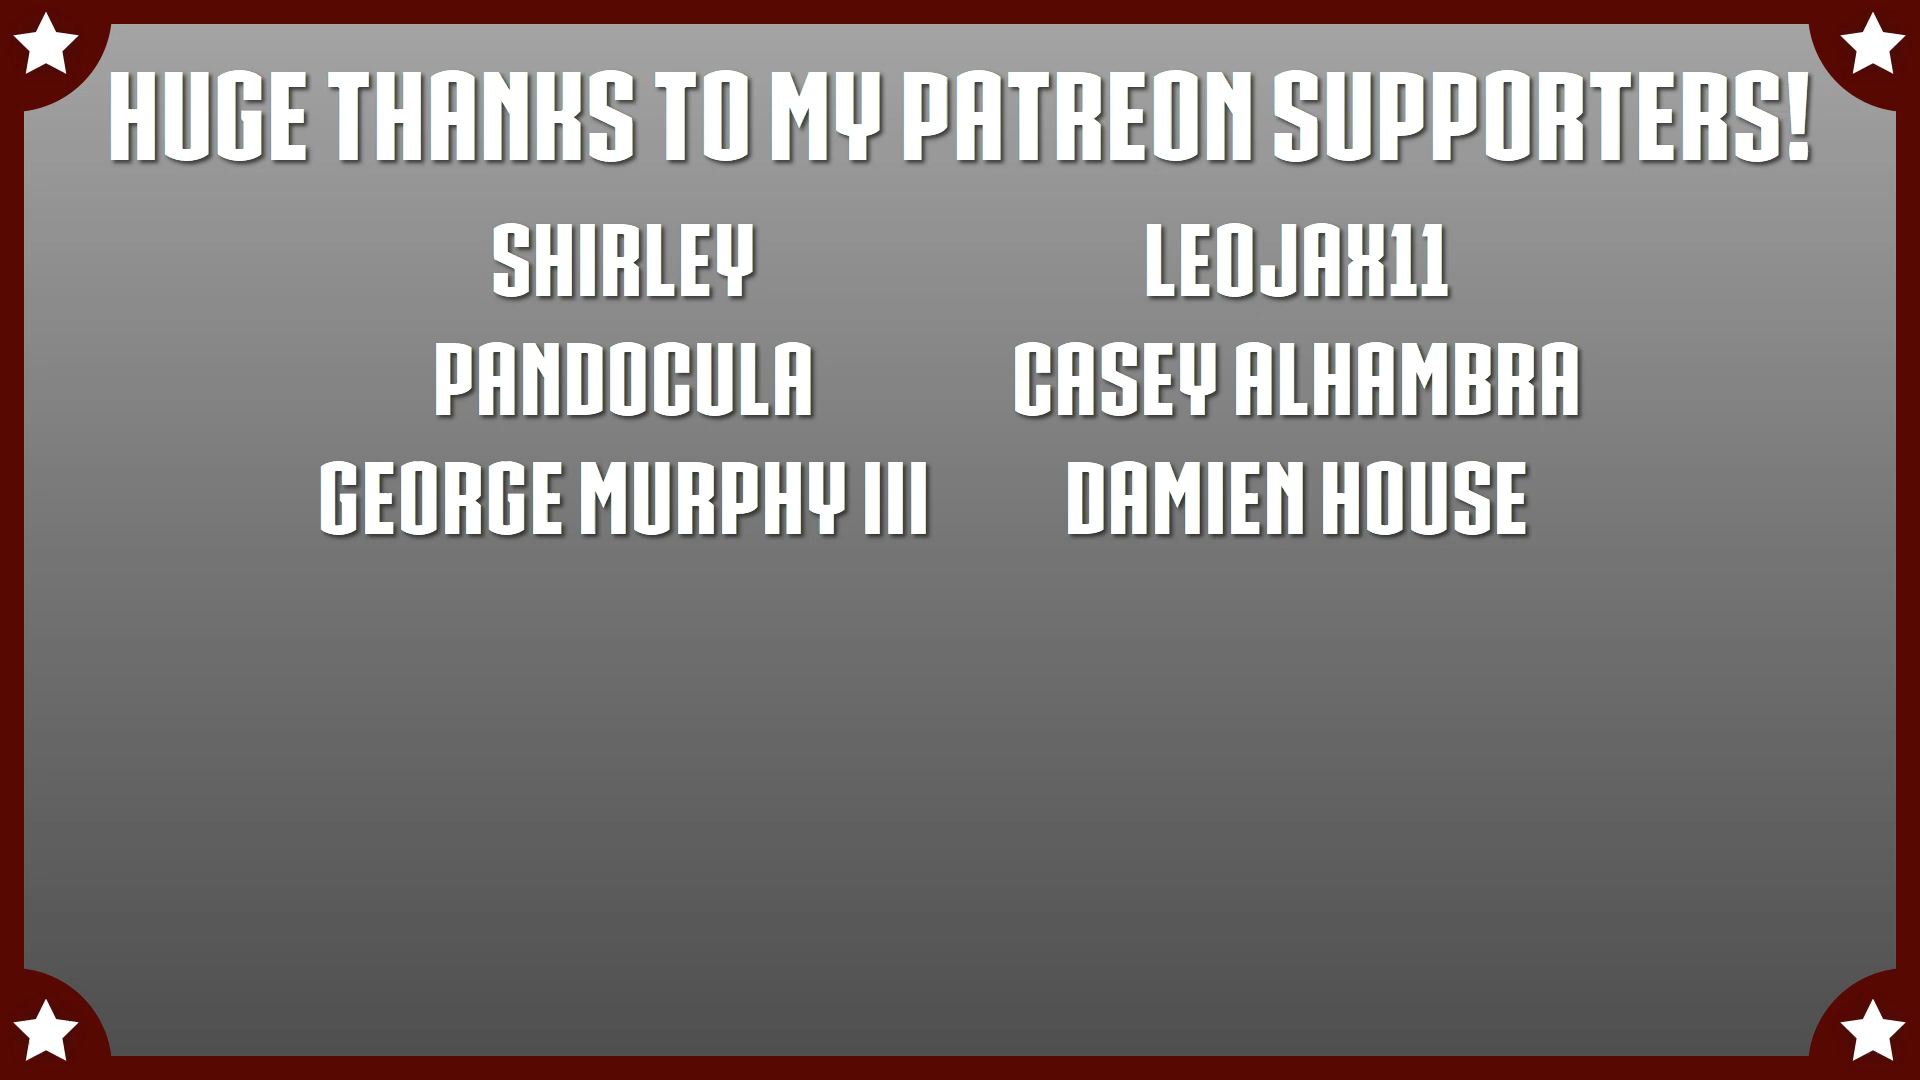 HUGE THANKS TO MY PATREON SUPPORTERS!
SHIRLEY LEOJAX11
PANDOCULA CASEY ALHAMBRA
GEORGE MURPHY III DAMIEN HOUSE